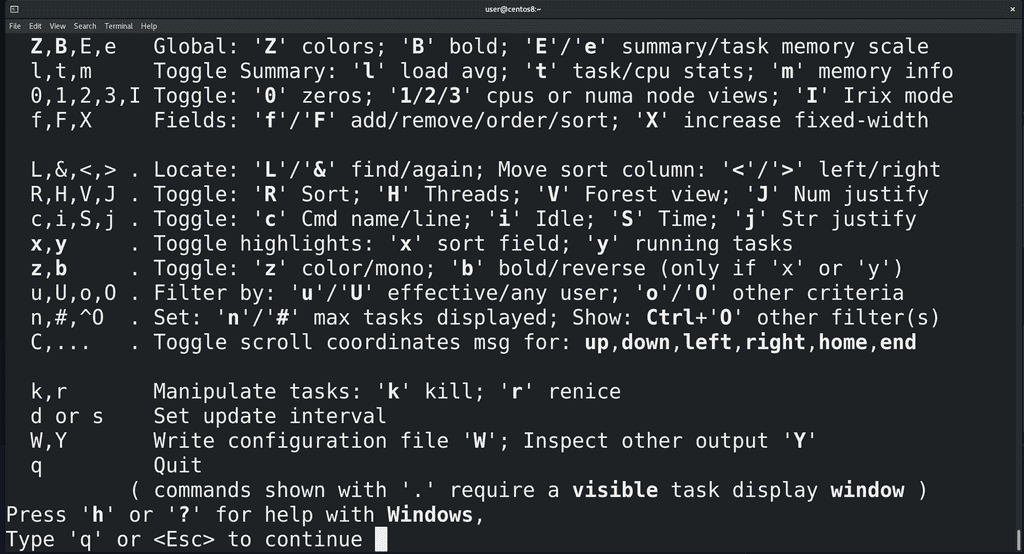 user@centos8:~
File Edit View Search Terminal Help
Z,B,E,e   Global: 'Z' colors; 'B' bold; 'E'/'e' summary/task memory scale
l,t,m     Toggle Summary: 'l' load avg; 't' task/cpu stats; 'm' memory info
0,1,2,3,I Toggle: '0' zeros; '1/2/3' cpus or numa node views; 'I' Irix mode
f,F,X     Fields: 'f'/'F' add/remove/order/sort; 'X' increase fixed-width
L,&,<,> . Locate: 'L'/'&' find/again; Move sort column: '<'/'>' left/right
R,H,V,J . Toggle: 'R' Sort; 'H' Threads; 'V' Forest view; 'J' Num justify
c,i,S,j . Toggle: 'c' Cmd name/line; 'i' Idle; 'S' Time; 'j' Str justify
x,y     . Toggle highlights: 'x' sort field; 'y' running tasks
z,b     . Toggle: 'z' color/mono; 'b' bold/reverse (only if 'x' or 'y')
u,U,o,O . Filter by: 'u'/'U' effective/any user; 'o'/'O' other criteria
n,#,^O  . Set: 'n'/'#' max tasks displayed; Show: Ctrl+'O' other filter(s)
C,...   . Toggle scroll coordinates msg for: up,down,left,right,home,end
k,r       Manipulate tasks: 'k' kill; 'r' renice
d or s    Set update interval
W,Y       Write configuration file 'W'; Inspect other output 'Y'
q         Quit
( commands shown with '.' require a visible task display window )
Press 'h' or '?' for help with Windows,
Type 'q' or <Esc> to continue